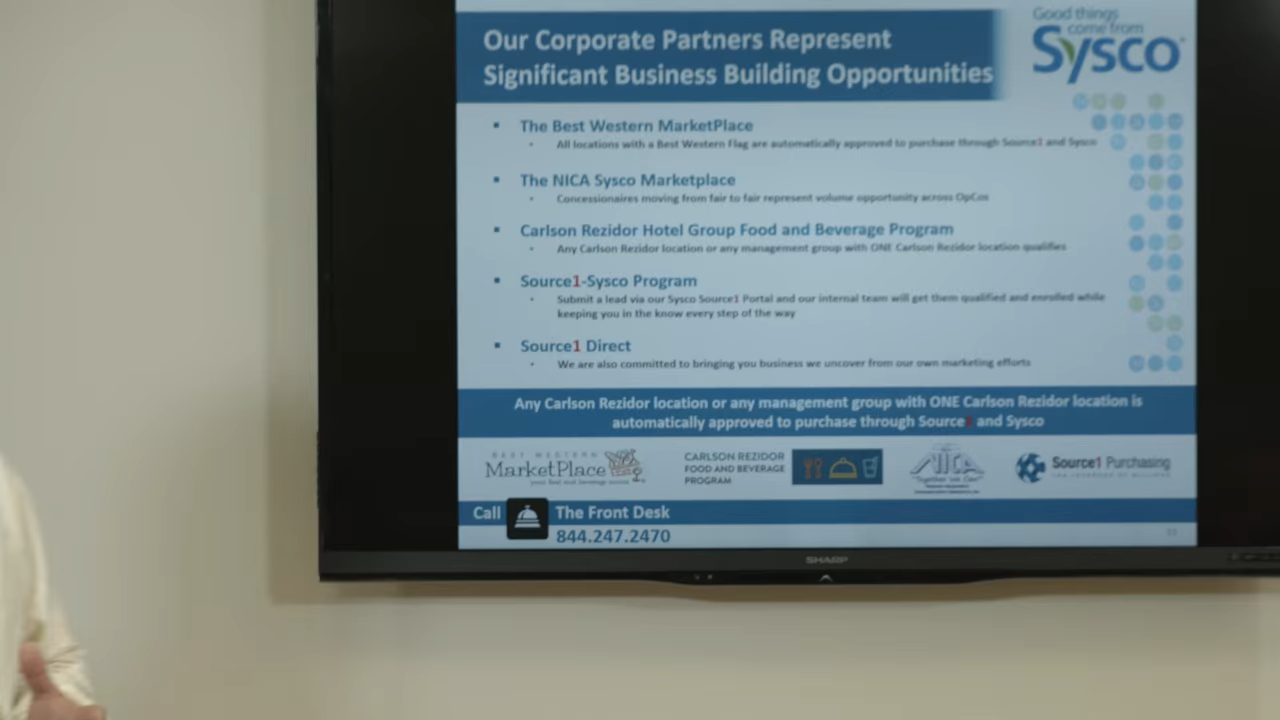 Our Corporate Partners Represent
Significant Business Building Opportunities
Good things
come from
Sysco
The Best Western MarketPlace
All locations with a Best Western Flag are automatically approved to purchase through Source1 and Sysco
The NICA Sysco Marketplace
Concessionaires moving from fair to fair represent volume opportunity across OpCos
Carlson Rezidor Hotel Group Food and Beverage Program
Any Carlson Rezidor location or any management group with ONE Carlson Rezidor location qualifies
Source1-Sysco Program
Submit a lead via our Sysco Source1 Portal and our internal team will get them qualified and enrolled while
keeping you in the know every step of the way
Source1 Direct
We are also committed to bringing you business we uncover from our own marketing efforts
Any Carlson Rezidor location or any management group with ONE Carlson Rezidor location is
automatically approved to purchase through Source1 and Sysco
BEST WESTERN
MarketPlace
CARLSON REZIDOR
FOOD AND BEVERAGE
PROGRAM
NICA
"Together We Can"
Source1 Purchasing
Call The Front Desk
844.247.2470
SHARP